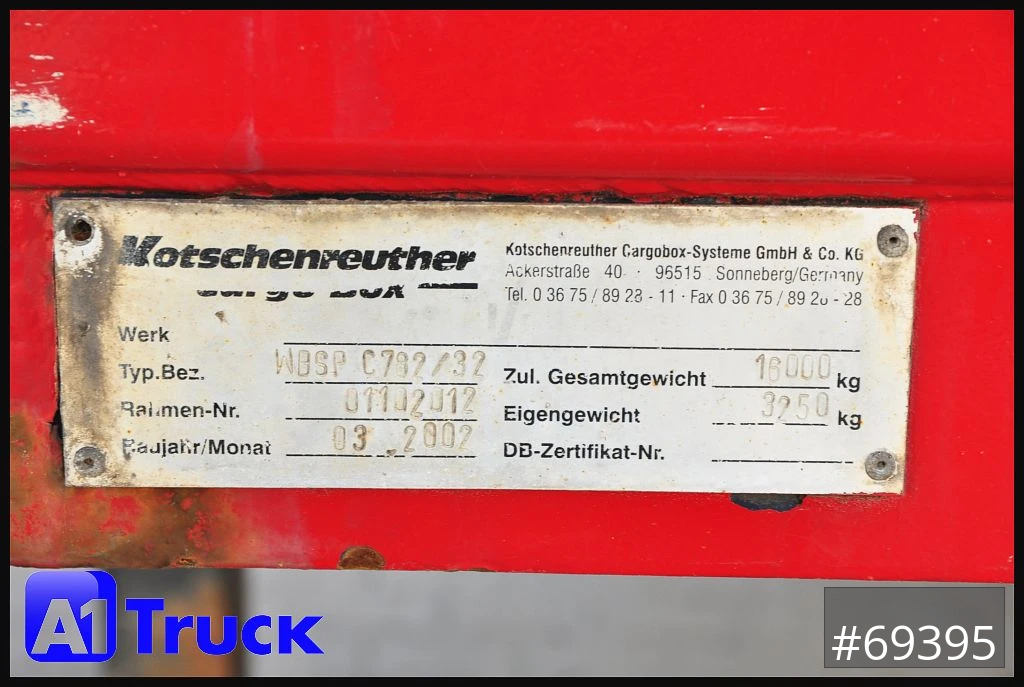 Kotschenreuther
Cargo Box
Kotschenreuther Cargobox-Systeme GmbH & Co. KG
Ackerstraße 40 · 96515 Sonneberg/Germany
Tel. 0 36 75 / 89 28 - 11 · Fax 0 36 75 / 89 28 - 28
Werk
Typ.Bez. WBSP C782/32
Rahmen-Nr. 01102012
Baujahr/Monat 03.2002
Zul. Gesamtgewicht 16000 kg
Eigengewicht 3250 kg
DB-Zertifikat-Nr.
A1 Truck
#69395